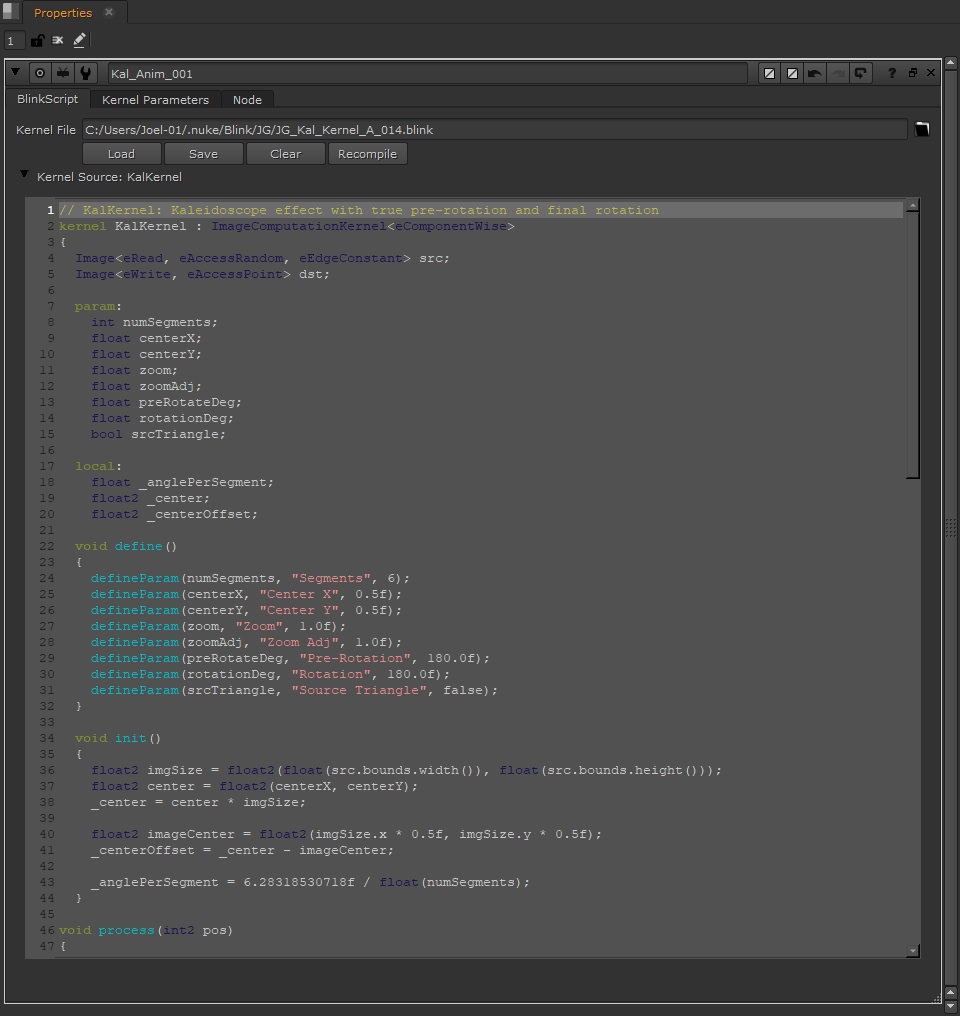 Properties
1
Kal_Anim_001
?
BlinkScript Kernel Parameters Node
Kernel File C:/Users/Joel-01/.nuke/Blink/JG/JG_Kal_Kernel_A_014.blink
Load Save Clear Recompile
Kernel Source: KalKernel
1 // KalKernel: Kaleidoscope effect with true pre-rotation and final rotation
2 kernel KalKernel : ImageComputationKernel<eComponentWise>
3 {
4   Image<eRead, eAccessRandom, eEdgeConstant> src;
5   Image<eWrite, eAccessPoint> dst;
6
7   param:
8     int numSegments;
9     float centerX;
10     float centerY;
11     float zoom;
12     float zoomAdj;
13     float preRotateDeg;
14     float rotationDeg;
15     bool srcTriangle;
16
17   local:
18     float _anglePerSegment;
19     float2 _center;
20     float2 _centerOffset;
21
22   void define()
23   {
24     defineParam(numSegments, "Segments", 6);
25     defineParam(centerX, "Center X", 0.5f);
26     defineParam(centerY, "Center Y", 0.5f);
27     defineParam(zoom, "Zoom", 1.0f);
28     defineParam(zoomAdj, "Zoom Adj", 1.0f);
29     defineParam(preRotateDeg, "Pre-Rotation", 180.0f);
30     defineParam(rotationDeg, "Rotation", 180.0f);
31     defineParam(srcTriangle, "Source Triangle", false);
32   }
33
34   void init()
35   {
36     float2 imgSize = float2(float(src.bounds.width()), float(src.bounds.height()));
37     float2 center = float2(centerX, centerY);
38     _center = center * imgSize;
39
40     float2 imageCenter = float2(imgSize.x * 0.5f, imgSize.y * 0.5f);
41     _centerOffset = _center - imageCenter;
42
43     _anglePerSegment = 6.28318530718f / float(numSegments);
44   }
45
46 void process(int2 pos)
47 {